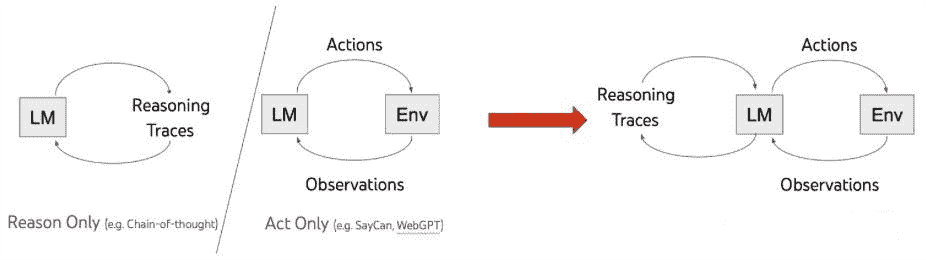 LM
Reasoning
Traces
Reason Only (e.g. Chain-of-thought)
Actions
LM
Env
Observations
Act Only (e.g. SayCan, WebGPT)
Reasoning
Traces
LM
Actions
Env
Observations